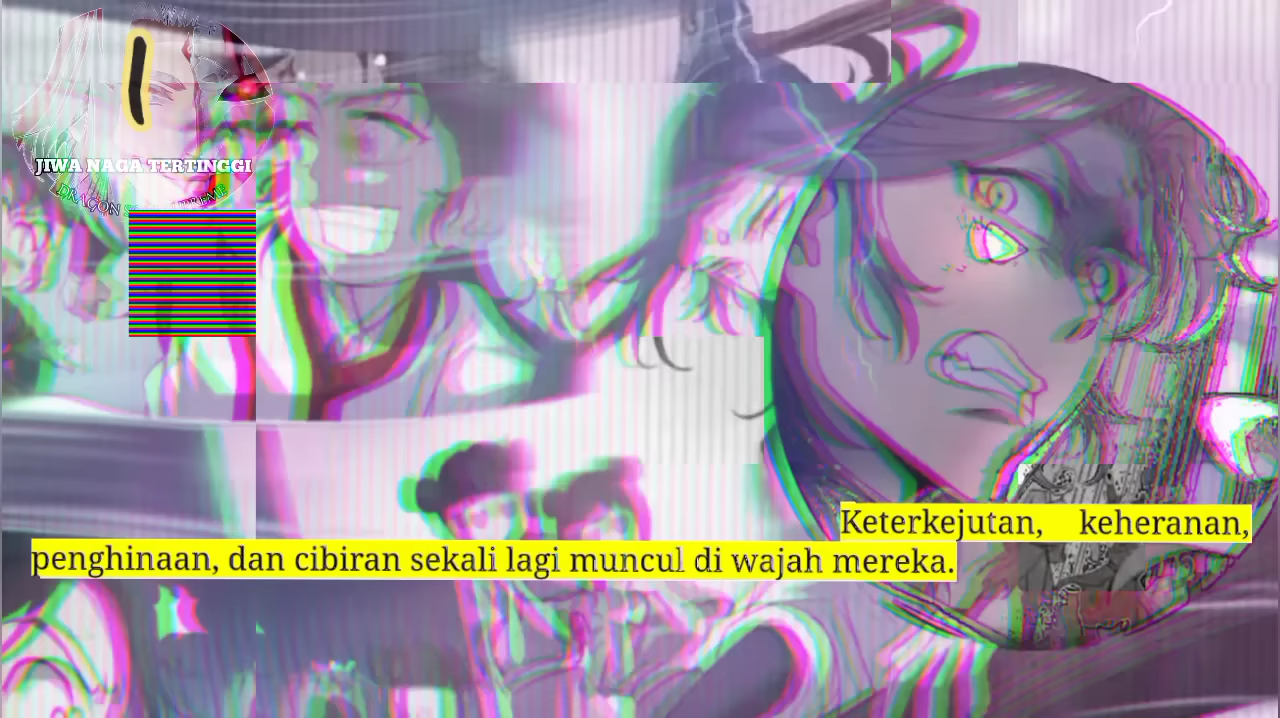 JIWA NAGA TERTINGGI
Keterkejutan, keheranan,
penghinaan, dan cibiran sekali lagi muncul di wajah mereka.